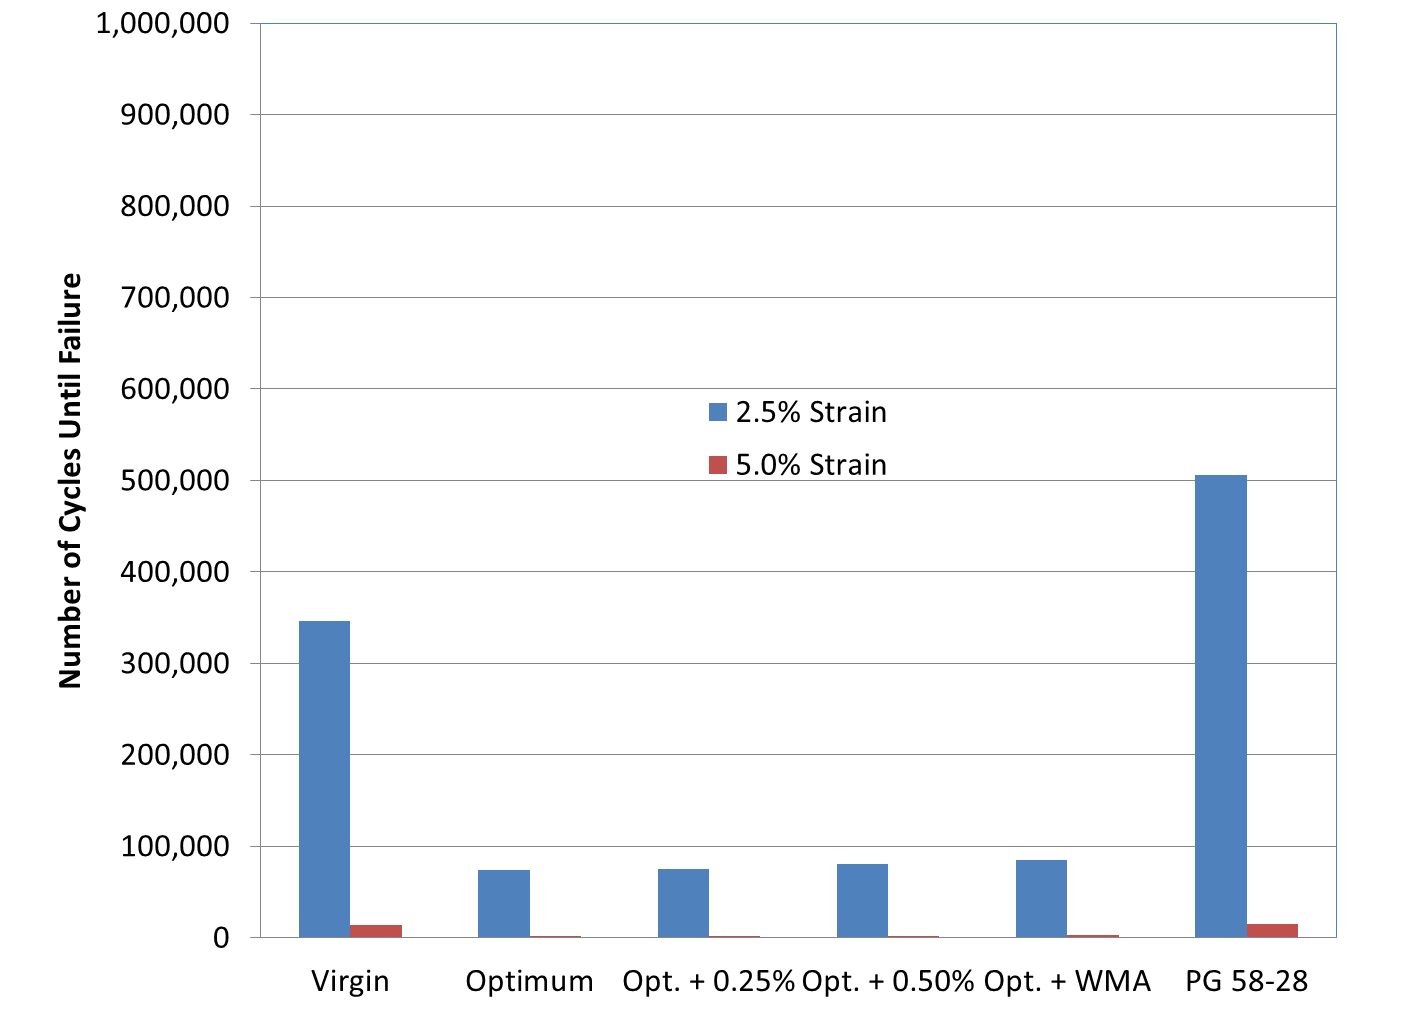 1,000,000
900,000
800,000
700,000
600,000
500,000
400,000
300,000
200,000
100,000
0
Number of Cycles Until Failure
2.5% Strain
5.0% Strain
Virgin Optimum Opt. + 0.25% Opt. + 0.50% Opt. + WMA PG 58-28